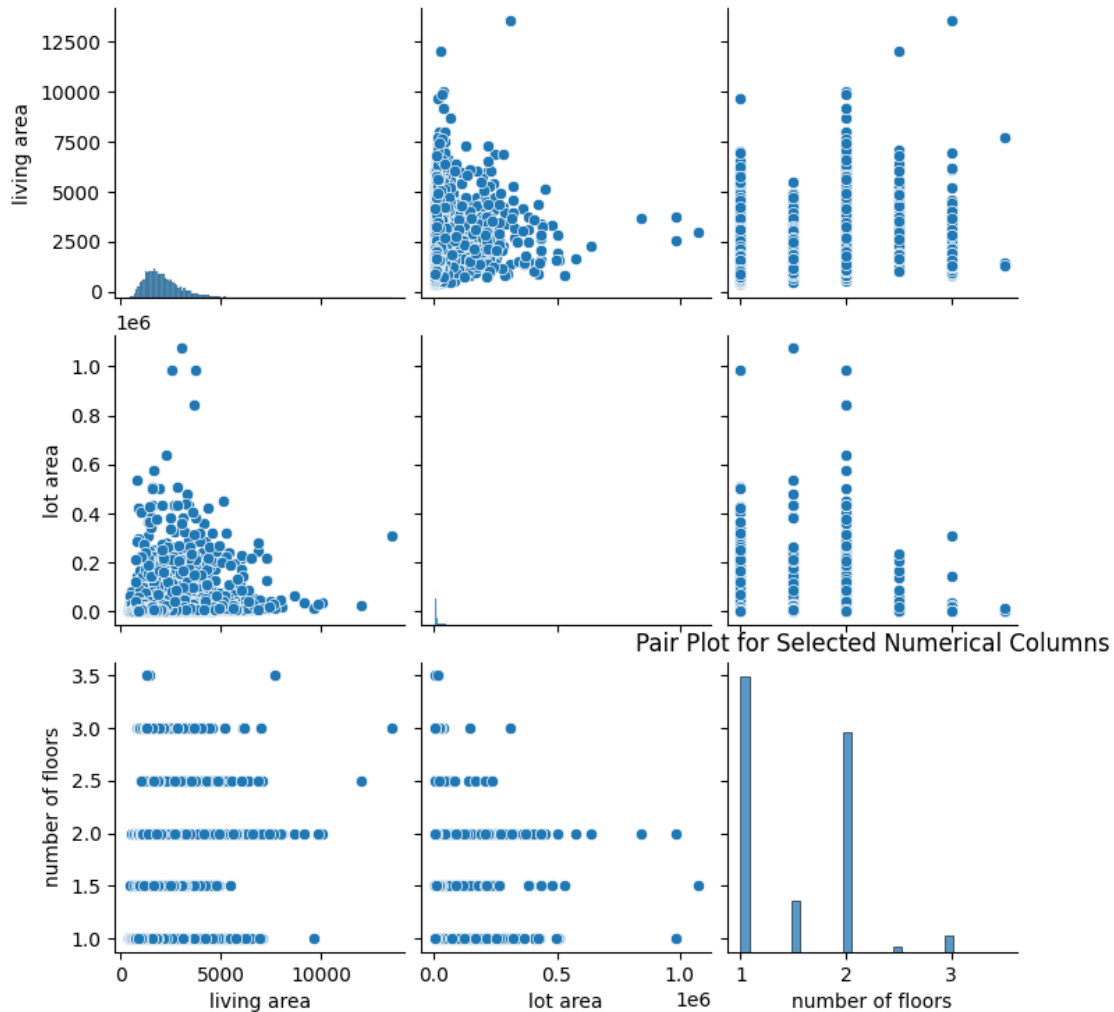 living area
12500
10000
7500
5000
2500
0
0
5000
10000
1e6
lot area
1.0
0.8
0.6
0.4
0.2
0.0
Pair Plot for Selected Numerical Columns
number of floors
3.5
3.0
2.5
2.0
1.5
1.0
0 5000 10000
0.0 0.5 1.0
1 2 3
1e6
living area
lot area
number of floors